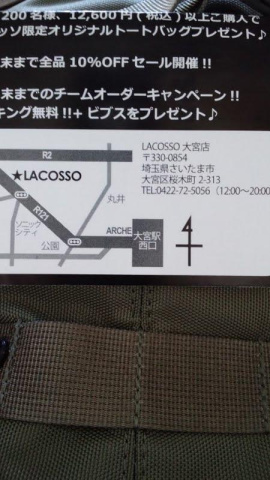 200 名様、12,600円(税込)以上ご購入で
ッソ限定オリジナルトートバッグプレゼント♪
末まで全品 10%OFF セール開催 !!
末までのチームオーダーキャンペーン !!
キング無料 !!+ ビブスをプレゼント♪
R2
★LACOSSO
R121
ソニック
シティ
公園
丸井
ARCHE
大宮駅
西口
4
LACOSSO 大宮店
〒330-0854
埼玉県さいたま市
大宮区桜木町 2-313
TEL:0422-72-5056(12:00~20:00